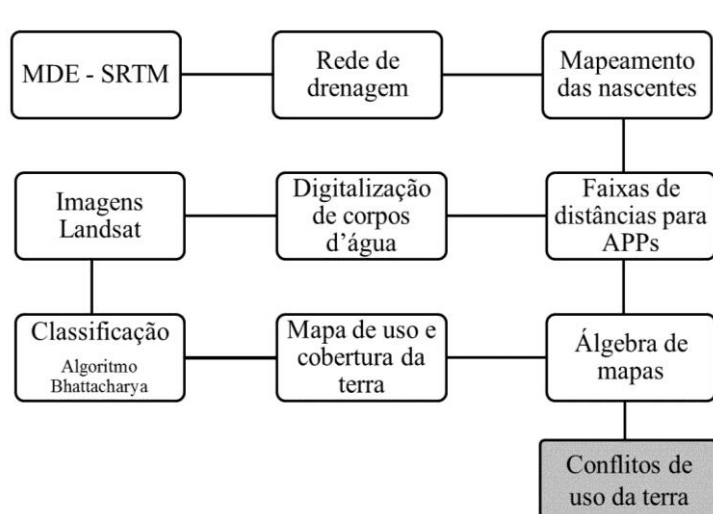 MDE - SRTM
Rede de
drenagem
Mapeamento
das nascentes
Imagens
Landsat
Digitalização
de corpos
d’água
Faixas de
distâncias para
APPs
Classificação
Algoritmo
Bhattacharya
Mapa de uso e
cobertura da
terra
Álgebra de
mapas
Conflitos de
uso da terra